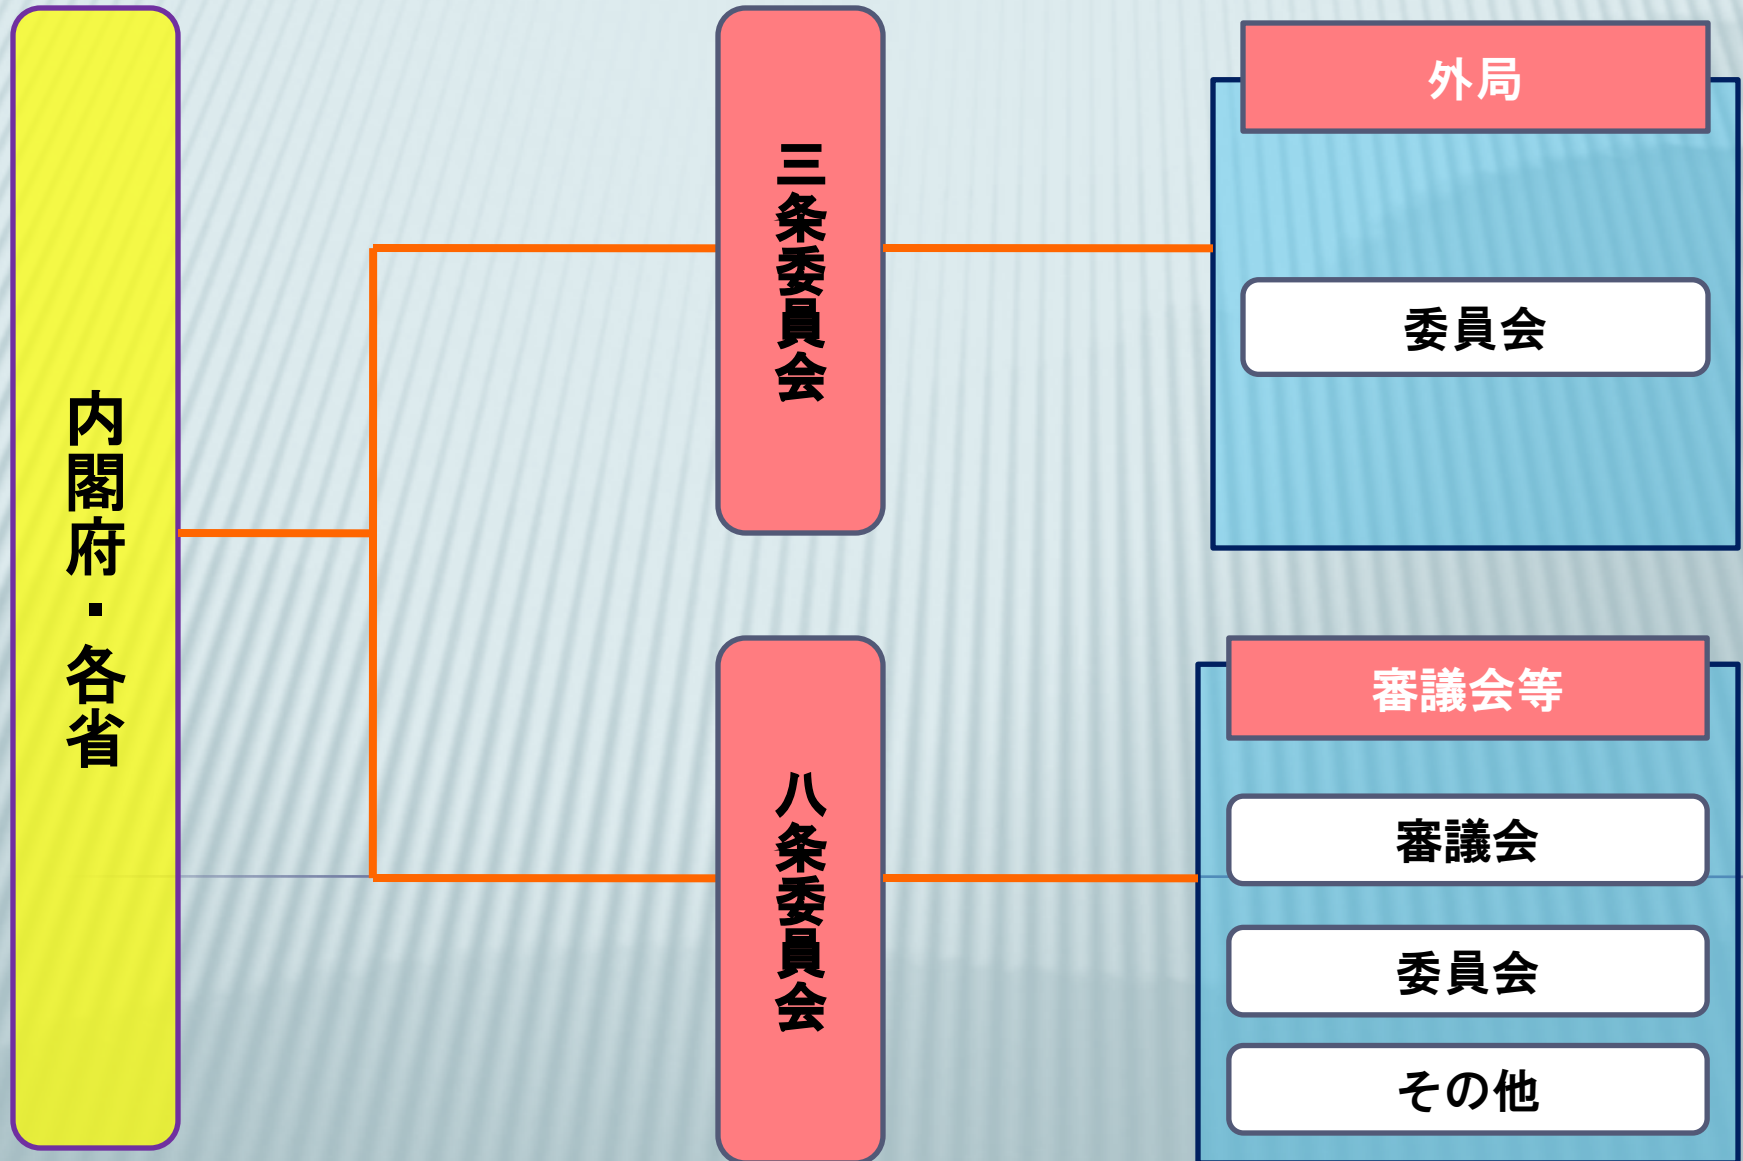 内閣府・各省
三条委員会
外局
委員会
八条委員会
審議会等
審議会
委員会
その他